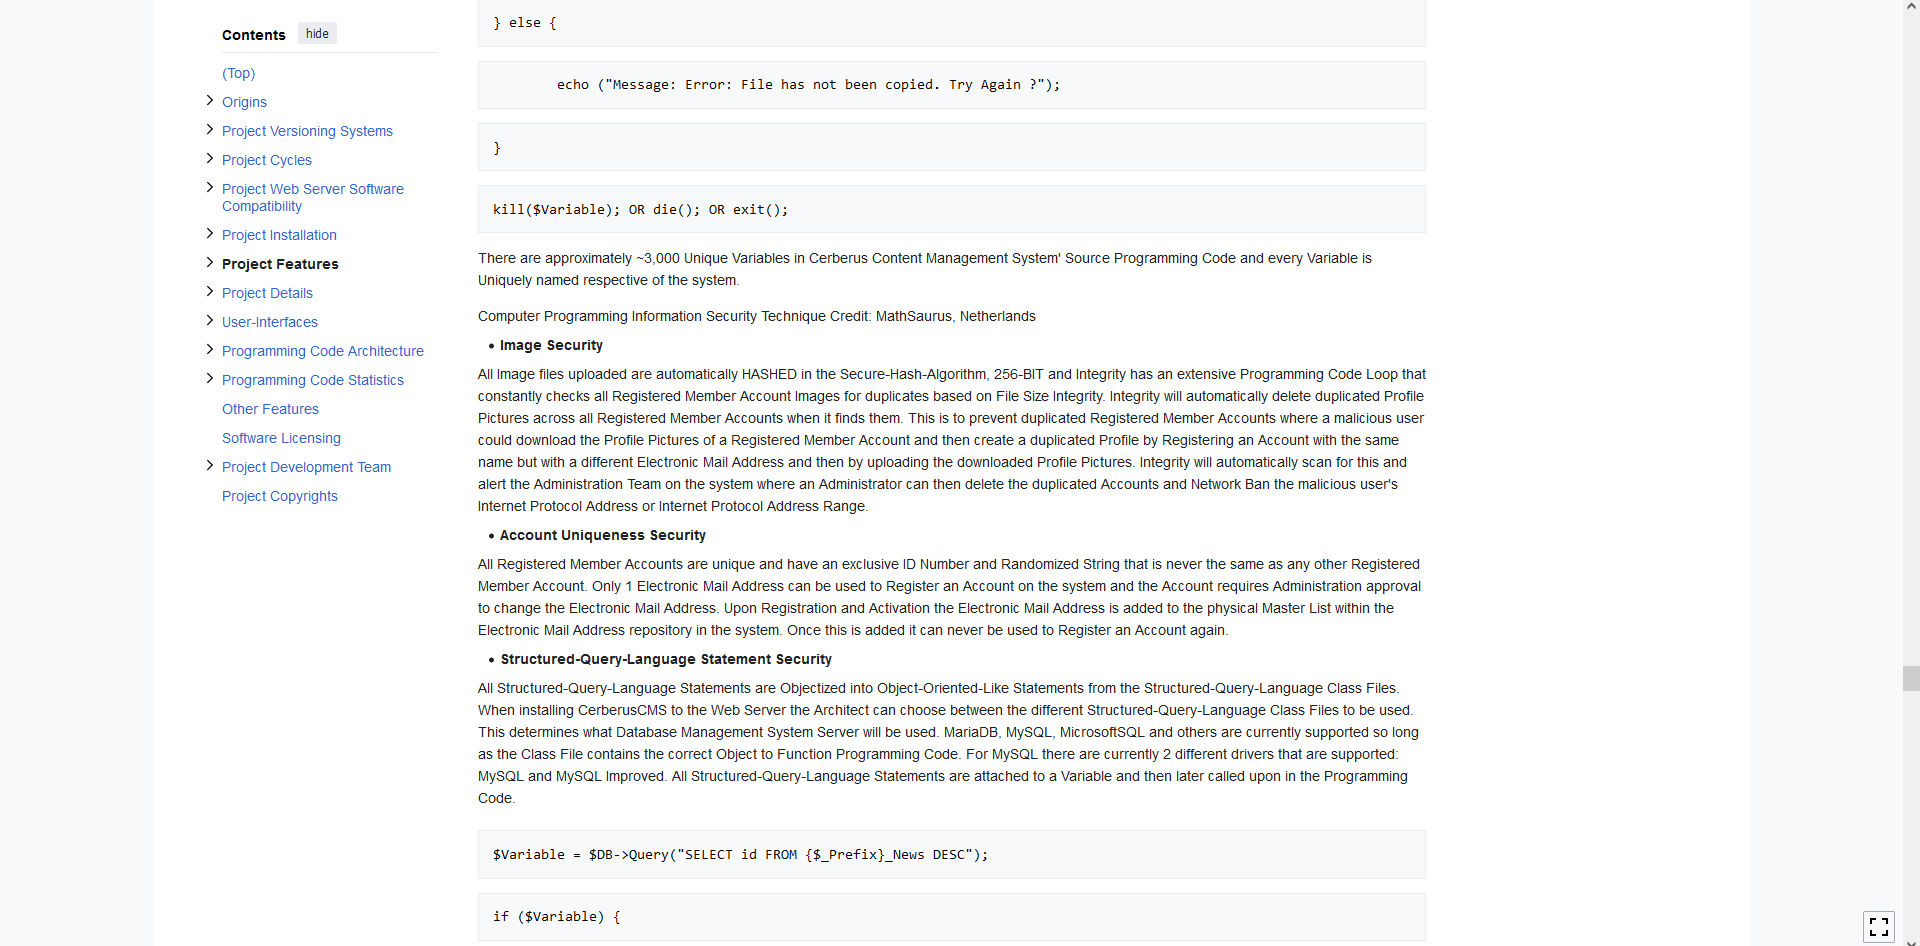 Contents hide
(Top)
Origins
Project Versioning Systems
Project Cycles
Project Web Server Software
Compatibility
Project Installation
Project Features
Project Details
User-Interfaces
Programming Code Architecture
Programming Code Statistics
Other Features
Software Licensing
Project Development Team
Project Copyrights
} else {
echo ("Message: Error: File has not been copied. Try Again ?");
}
kill($Variable); OR die(); OR exit();
There are approximately ~3,000 Unique Variables in Cerberus Content Management System' Source Programming Code and every Variable is
Uniquely named respective of the system.
Computer Programming Information Security Technique Credit: MathSaurus, Netherlands
• Image Security
All Image files uploaded are automatically HASHED in the Secure-Hash-Algorithm, 256-BIT and Integrity has an extensive Programming Code Loop that
constantly checks all Registered Member Account Images for duplicates based on File Size Integrity. Integrity will automatically delete duplicated Profile
Pictures across all Registered Member Accounts when it finds them. This is to prevent duplicated Registered Member Accounts where a malicious user
could download the Profile Pictures of a Registered Member Account and then create a duplicated Profile by Registering an Account with the same
name but with a different Electronic Mail Address and then by uploading the downloaded Profile Pictures. Integrity will automatically scan for this and
alert the Administration Team on the system where an Administrator can then delete the duplicated Accounts and Network Ban the malicious user's
Internet Protocol Address or Internet Protocol Address Range.
• Account Uniqueness Security
All Registered Member Accounts are unique and have an exclusive ID Number and Randomized String that is never the same as any other Registered
Member Account. Only 1 Electronic Mail Address can be used to Register an Account on the system and the Account requires Administration approval
to change the Electronic Mail Address. Upon Registration and Activation the Electronic Mail Address is added to the physical Master List within the
Electronic Mail Address repository in the system. Once this is added it can never be used to Register an Account again.
• Structured-Query-Language Statement Security
All Structured-Query-Language Statements are Objectized into Object-Oriented-Like Statements from the Structured-Query-Language Class Files.
When installing CerberusCMS to the Web Server the Architect can choose between the different Structured-Query-Language Class Files to be used.
This determines what Database Management System Server will be used. MariaDB, MySQL, MicrosoftSQL and others are currently supported so long
as the Class File contains the correct Object to Function Programming Code. For MySQL there are currently 2 different drivers that are supported:
MySQL and MySQL Improved. All Structured-Query-Language Statements are attached to a Variable and then later called upon in the Programming
Code.
$Variable = $DB->Query("SELECT id FROM {$_Prefix}_News DESC");
if ($Variable) {